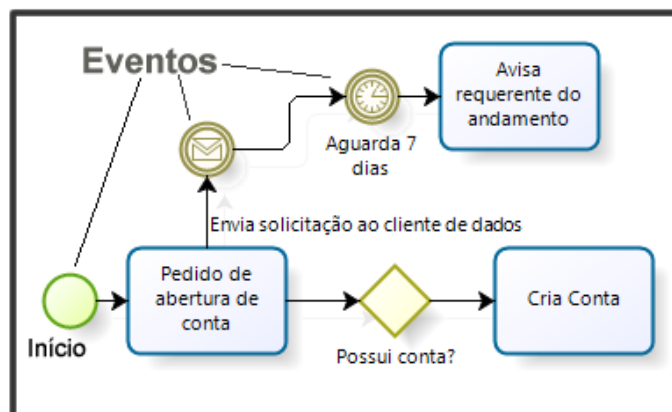 Eventos
Avisa
requerente do
andamento
Aguarda 7
dias
Envia solicitação ao cliente de dados
Pedido de
abertura de
conta
Cria Conta
Início
Possui conta?